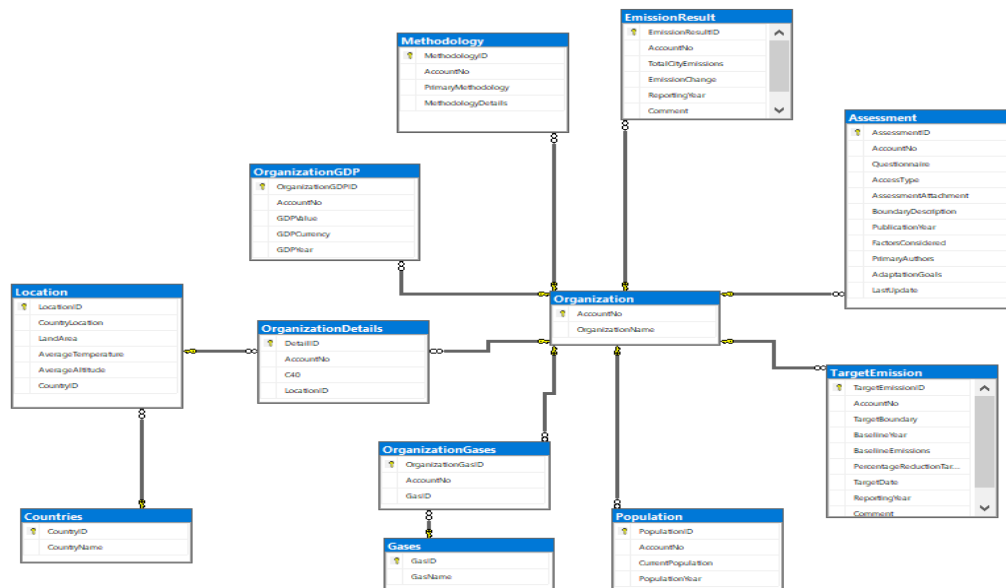 EmissionResult
EmissionResultID
AccountNo
TotalCityEmissions
EmissionChange
ReportingYear
Comment
Methodology
MethodologyID
AccountNo
PrimaryMethodology
MethodologyDetails
Assessment
AssessmentID
AccountNo
Questionnaire
AccessType
AssessmentAttachment
BoundaryDescription
PublicationYear
FactorsConsidered
PrimaryAuthors
AdaptationGoals
LastUpdate
OrganizationGDP
OrganizationGDPID
AccountNo
GDPValue
GDPCurrency
GDPYear
Location
LocationID
CountryLocation
LandArea
AverageTemperature
AverageAltitude
CountryID
Organization
AccountNo
OrganizationName
OrganizationDetails
DetailID
AccountNo
C40
LocationID
TargetEmission
TargetEmissionID
AccountNo
TargetBoundary
BaselineYear
BaselineEmissions
PercentageReductionTar...
TargetDate
ReportingYear
Comment
OrganizationGases
OrganizationGasID
AccountNo
GasID
Countries
CountryID
CountryName
Population
PopulationID
AccountNo
CurrentPopulation
PopulationYear
Gases
GasID
GasName